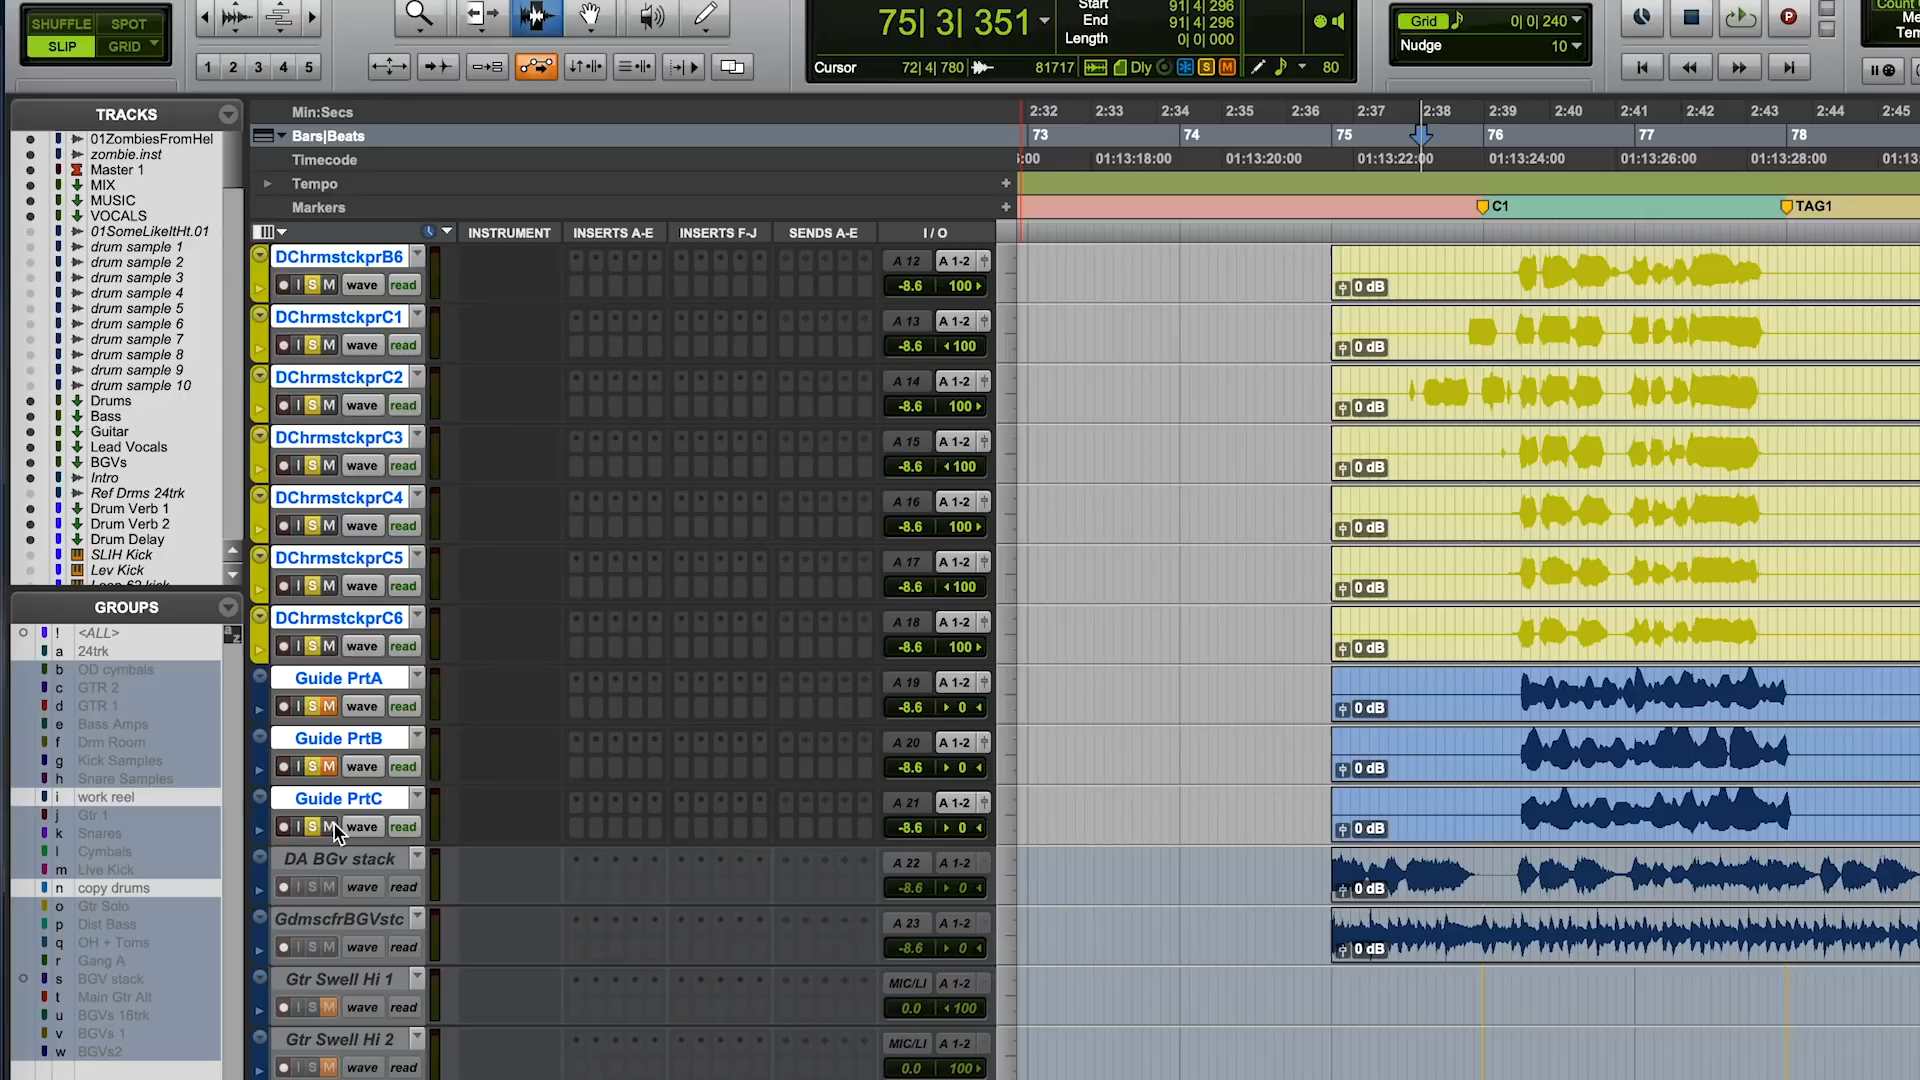 SHUFFLE SPOT
SLIP GRID
1 2 3 4 5
75| 3| 351
Start 91| 4| 296
End 91| 4| 296
Length 0| 0| 000
Cursor 72| 4| 780 81717 Dly S M 80
Grid 0| 0| 240
Nudge 10
P
Count
Me
Tem
TRACKS
01ZombiesFromHel
zombie.inst
Master 1
MIX
MUSIC
VOCALS
01SomeLikeItHt.01
drum sample 1
drum sample 2
drum sample 3
drum sample 4
drum sample 5
drum sample 6
drum sample 7
drum sample 8
drum sample 9
drum sample 10
Drums
Bass
Guitar
Lead Vocals
BGVs
Intro
Ref Drms 24trk
Drum Verb 1
Drum Verb 2
Drum Delay
SLIH Kick
Lev Kick
GROUPS
! <ALL>
a 24trk
b OD cymbals
c GTR 2
d GTR 1
e Bass Amps
f Drm Room
g Kick Samples
h Snare Samples
i work reel
j Gtr 1
k Snares
l Cymbals
m Live Kick
n copy drums
o Gtr Solo
p Dist Bass
q OH + Toms
r Gang A
s BGV stack
t Main Gtr Alt
u BGVs 16trk
v BGVs 1
w BGVs2
Min:Secs 2:32 2:33 2:34 2:35 2:36 2:37 2:38 2:39 2:40 2:41 2:42 2:43 2:44 2:45
Bars|Beats 73 74 75 76 77 78
Timecode :00 01:13:18:00 01:13:20:00 01:13:22:00 01:13:24:00 01:13:26:00 01:13:28:00 01:13:
Tempo +
Markers + C1 TAG1
INSTRUMENT INSERTS A-E INSERTS F-J SENDS A-E I / O
DChrmstckprB6 A 12 A 1-2
I S M wave read -8.6 100 0 dB
DChrmstckprC1 A 13 A 1-2
I S M wave read -8.6 100 0 dB
DChrmstckprC2 A 14 A 1-2
I S M wave read -8.6 100 0 dB
DChrmstckprC3 A 15 A 1-2
I S M wave read -8.6 100 0 dB
DChrmstckprC4 A 16 A 1-2
I S M wave read -8.6 100 0 dB
DChrmstckprC5 A 17 A 1-2
I S M wave read -8.6 100 0 dB
DChrmstckprC6 A 18 A 1-2
I S M wave read -8.6 100 0 dB
Guide PrtA A 19 A 1-2
I S M wave read -8.6 0 0 dB
Guide PrtB A 20 A 1-2
I S M wave read -8.6 0 0 dB
Guide PrtC A 21 A 1-2
I S M wave read -8.6 0 0 dB
DA BGv stack A 22 A 1-2
I S M wave read -8.6 0 0 dB
GdmscfrBGVstc A 23 A 1-2
I S M wave read -8.6 0 0 dB
Gtr Swell Hi 1 MIC/LI A 1-2
I S M wave read 0.0 100
Gtr Swell Hi 2 MIC/LI A 1-2
I S M wave read 0.0 100